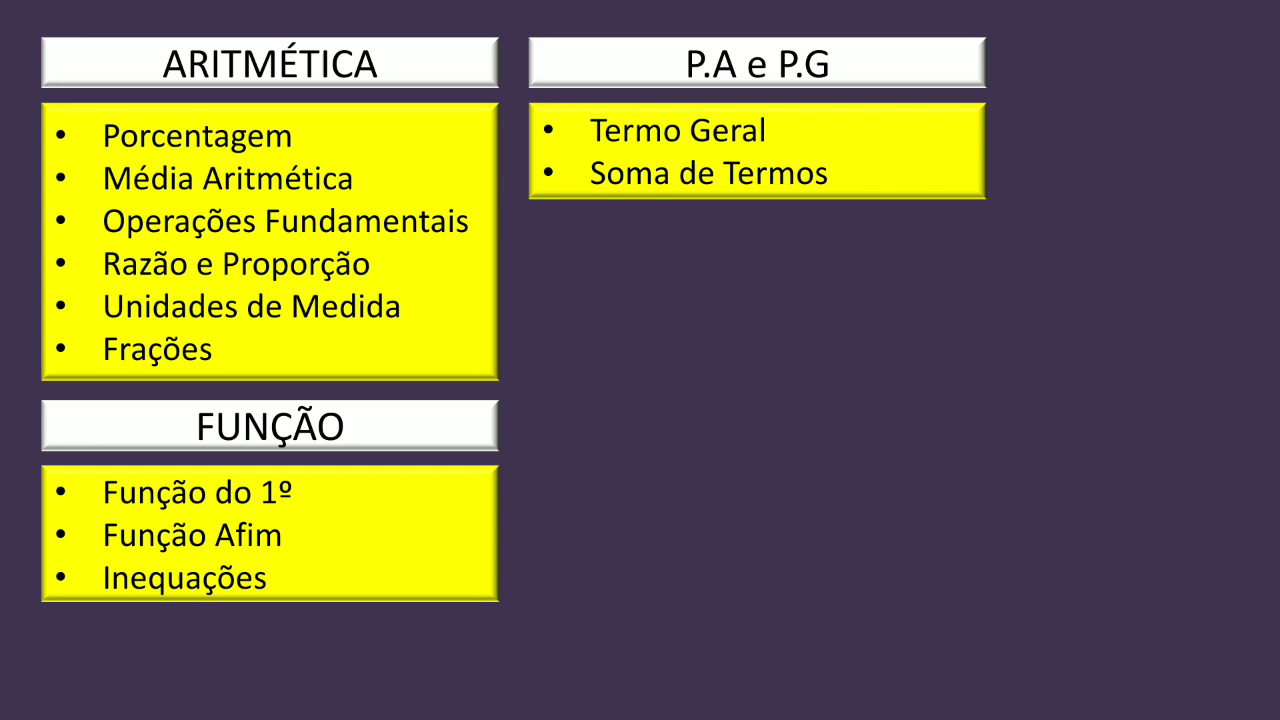 ARITMÉTICA
• Porcentagem
• Média Aritmética
• Operações Fundamentais
• Razão e Proporção
• Unidades de Medida
• Frações
FUNÇÃO
• Função do 1º
• Função Afim
• Inequações
P.A e P.G
• Termo Geral
• Soma de Termos